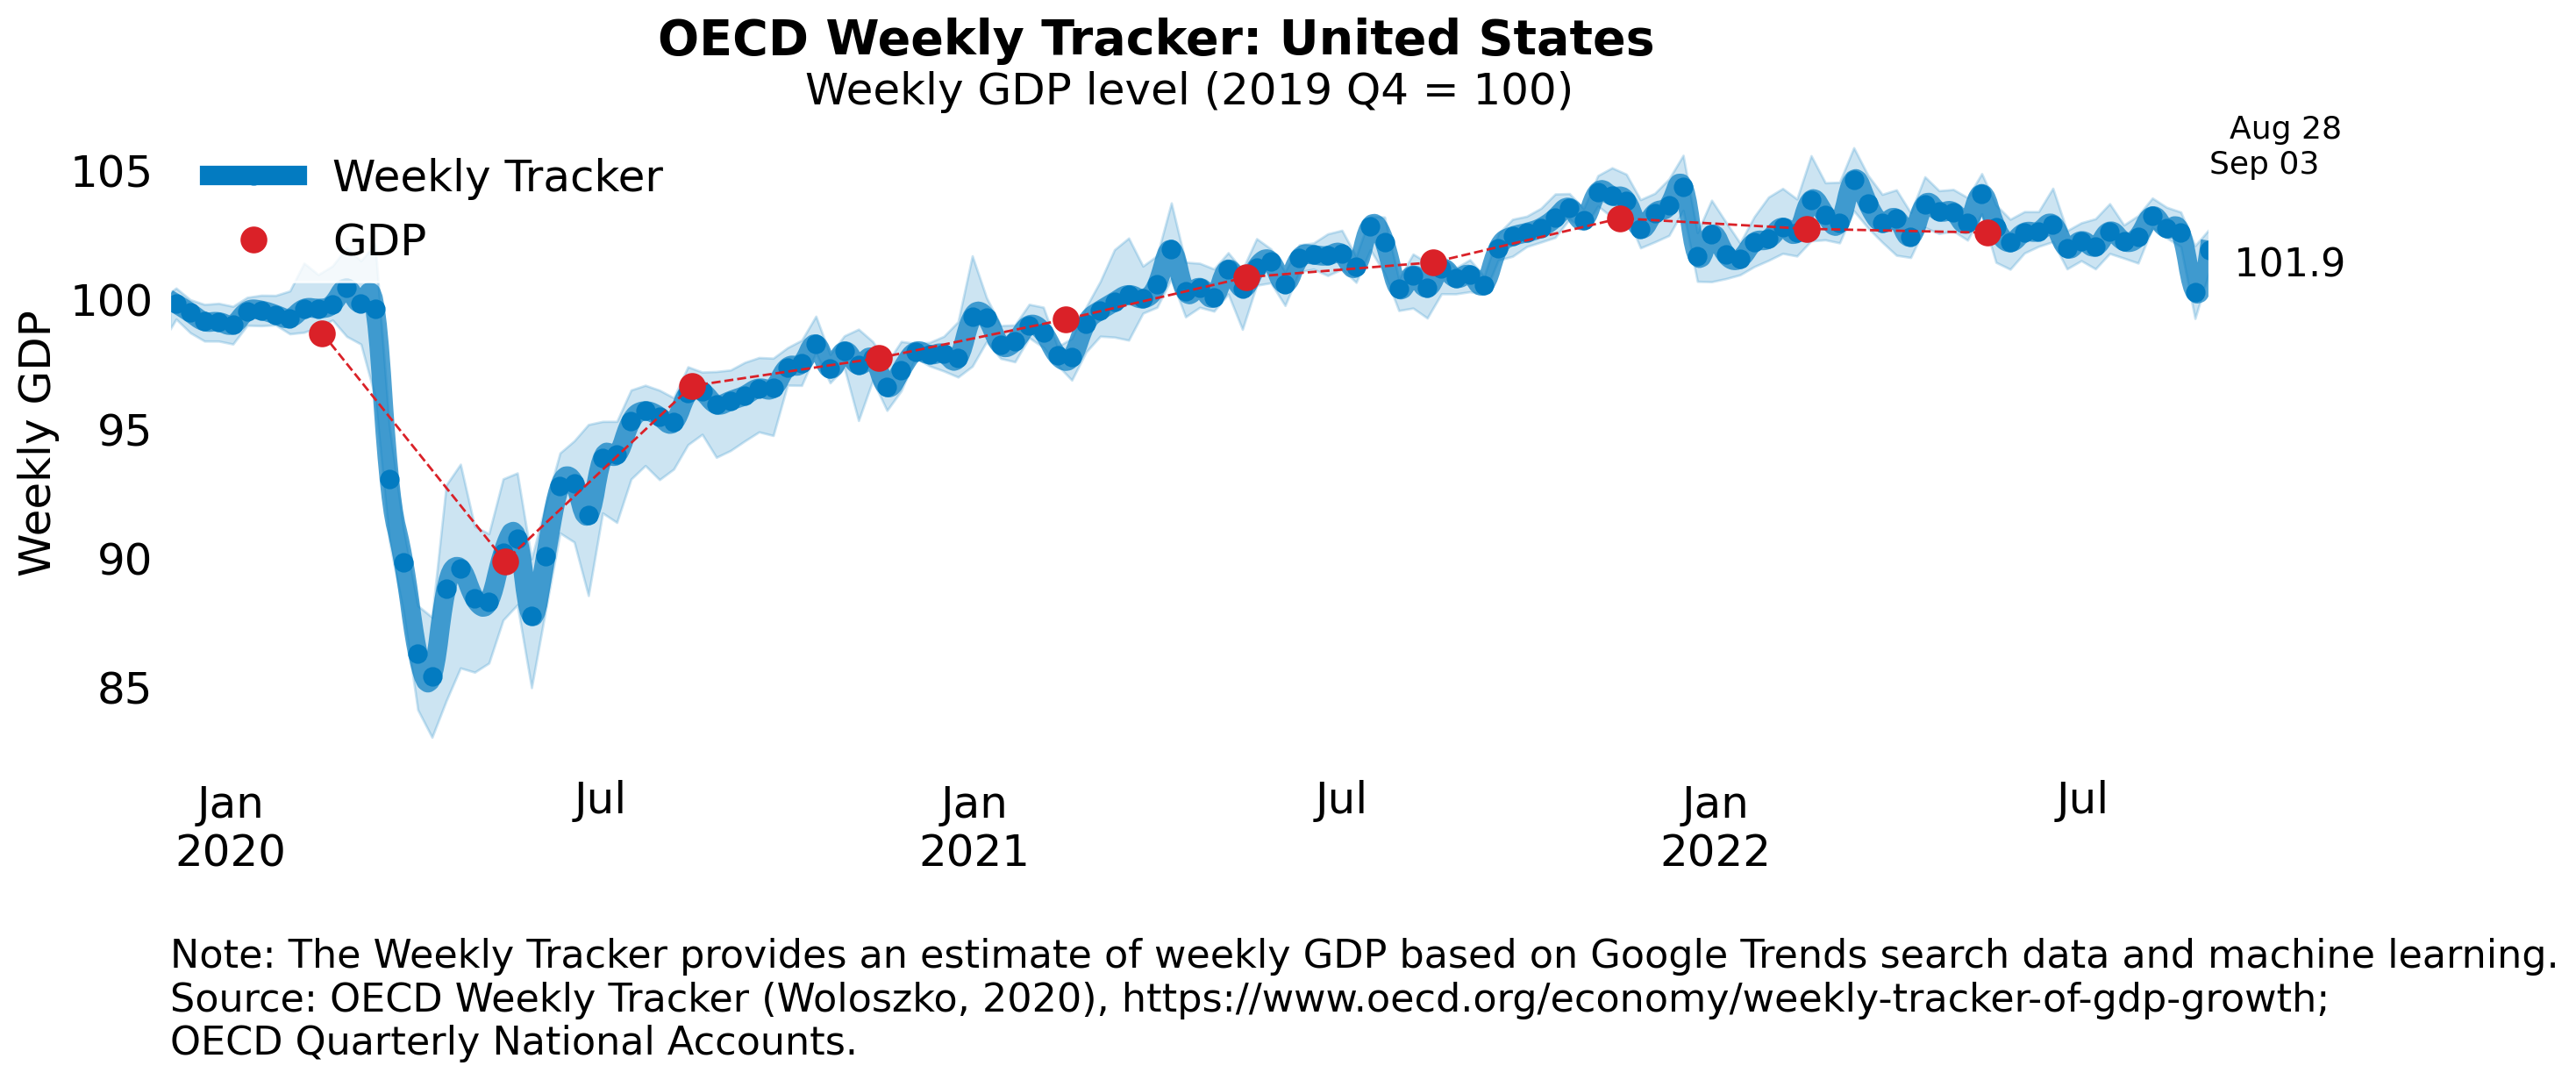 OECD Weekly Tracker: United States
Weekly GDP level (2019 Q4 = 100)
Aug 28
Sep 03
105
Weekly Tracker
GDP
101.9
100
Weekly GDP
95
90
85
Jan
2020
Jul
Jan
2021
Jul
Jan
2022
Jul
Note: The Weekly Tracker provides an estimate of weekly GDP based on Google Trends search data and machine learning.
Source: OECD Weekly Tracker (Woloszko, 2020), https://www.oecd.org/economy/weekly-tracker-of-gdp-growth;
OECD Quarterly National Accounts.